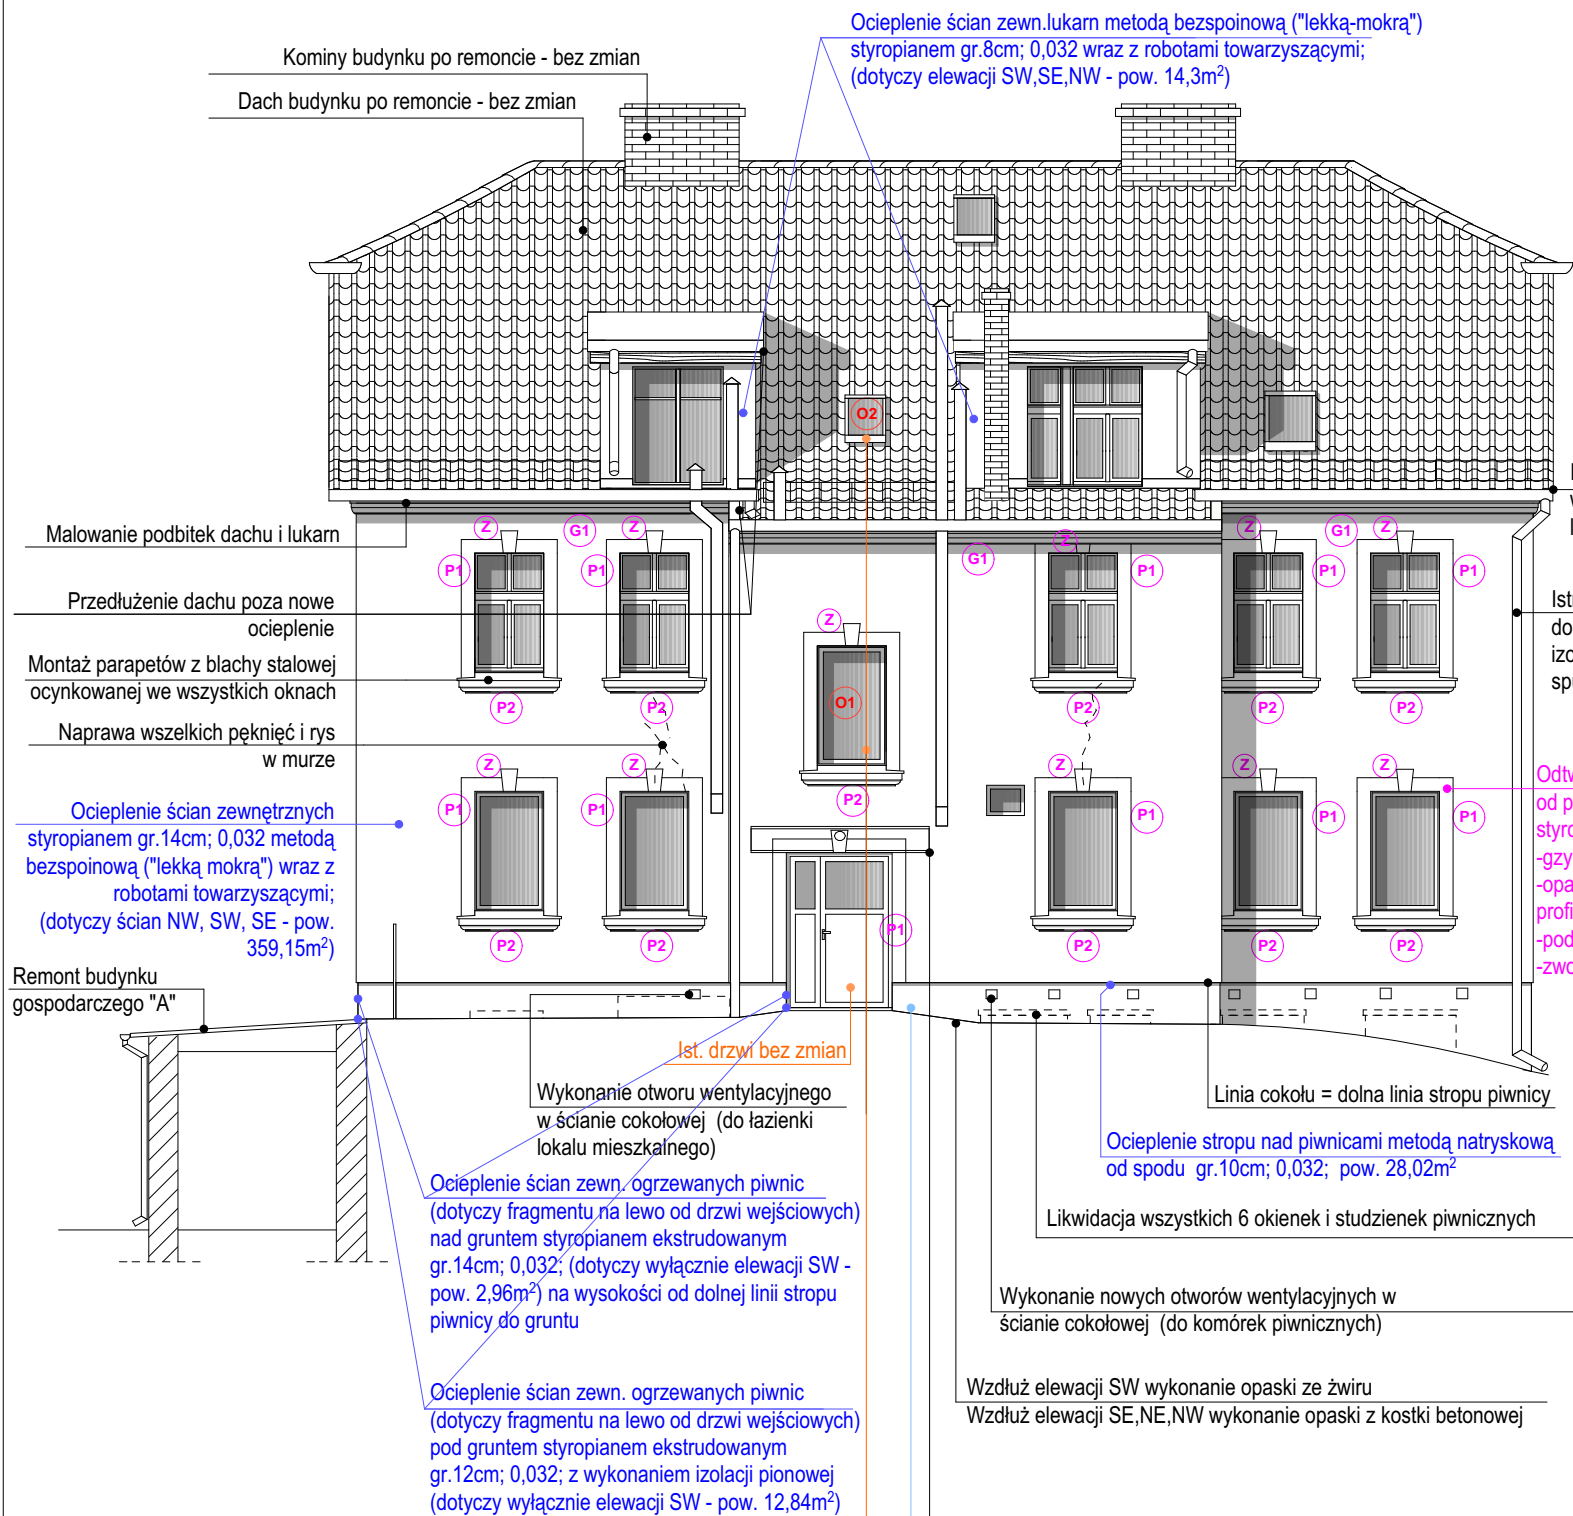 Ocieplenie ścian zewn.lukarn metodą bezspoinową ("lekką-mokrą")
styropianem gr.8cm; 0,032 wraz z robotami towarzyszącymi;
(dotyczy elewacji SW,SE,NW - pow. 14,3m²)
Kominy budynku po remoncie - bez zmian
Dach budynku po remoncie - bez zmian
O2
Malowanie podbitek dachu i lukarn
Z
G1
Z
Z
G1
Z
Z
G1
P1
P1
P1
P1
P1
Przedłużenie dachu poza nowe
ocieplenie
Z
Montaż parapetów z blachy stalowej
ocynkowanej we wszystkich oknach
O1
P2
P2
P2
P2
P2
Naprawa wszelkich pęknięć i rys
w murze
Z
Z
Z
Z
Z
P2
P1
P1
P1
P1
P1
Ocieplenie ścian zewnętrznych
styropianem gr.14cm; 0,032 metodą
bezspoinową ("lekką mokrą") wraz z
robotami towarzyszącymi;
(dotyczy ścian NW, SW, SE - pow.
359,15m²)
P1
P2
P2
P2
P2
P2
Ist
do
izo
Odtw
od p
styro
-gzy
-opa
profi
-pod
-zwo
Remont budynku
gospodarczego "A"
Ist. drzwi bez zmian
Wykonanie otworu wentylacyjnego
w ścianie cokołowej (do łazienki
lokalu mieszkalnego)
Linia cokołu = dolna linia stropu piwnicy
Ocieplenie stropu nad piwnicami metodą natryskową
od spodu gr.10cm; 0,032; pow. 28,02m²
Ocieplenie ścian zewn. ogrzewanych piwnic
(dotyczy fragmentu na lewo od drzwi wejściowych)
nad gruntem styropianem ekstrudowanym
gr.14cm; 0,032; (dotyczy wyłącznie elewacji SW -
pow. 2,96m²) na wysokości od dolnej linii stropu
piwnicy do gruntu
Likwidacja wszystkich 6 okienek i studzienek piwnicznych
Wykonanie nowych otworów wentylacyjnych w
ścianie cokołowej (do komórek piwnicznych)
Wzdłuż elewacji SW wykonanie opaski ze żwiru
Wzdłuż elewacji SE,NE,NW wykonanie opaski z kostki betonowej
Ocieplenie ścian zewn. ogrzewanych piwnic
(dotyczy fragmentu na lewo od drzwi wejściowych)
pod gruntem styropianem ekstrudowanym
gr.12cm; 0,032; z wykonaniem izolacji pionowej
(dotyczy wyłącznie elewacji SW - pow. 12,84m²)